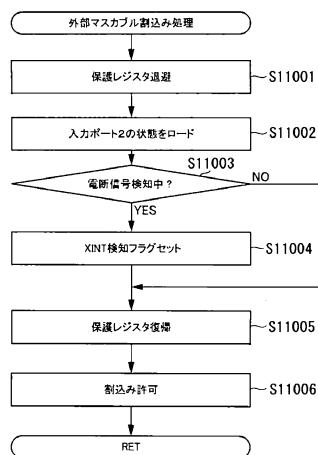 外部マスカブル割込み処理
保護レジスタ退避
S11001
入力ポート2の状態をロード
S11002
S11003
電断信号検知中？
NO
YES
XINT検知フラグセット
S11004
保護レジスタ復帰
S11005
割込み許可
S11006
RET